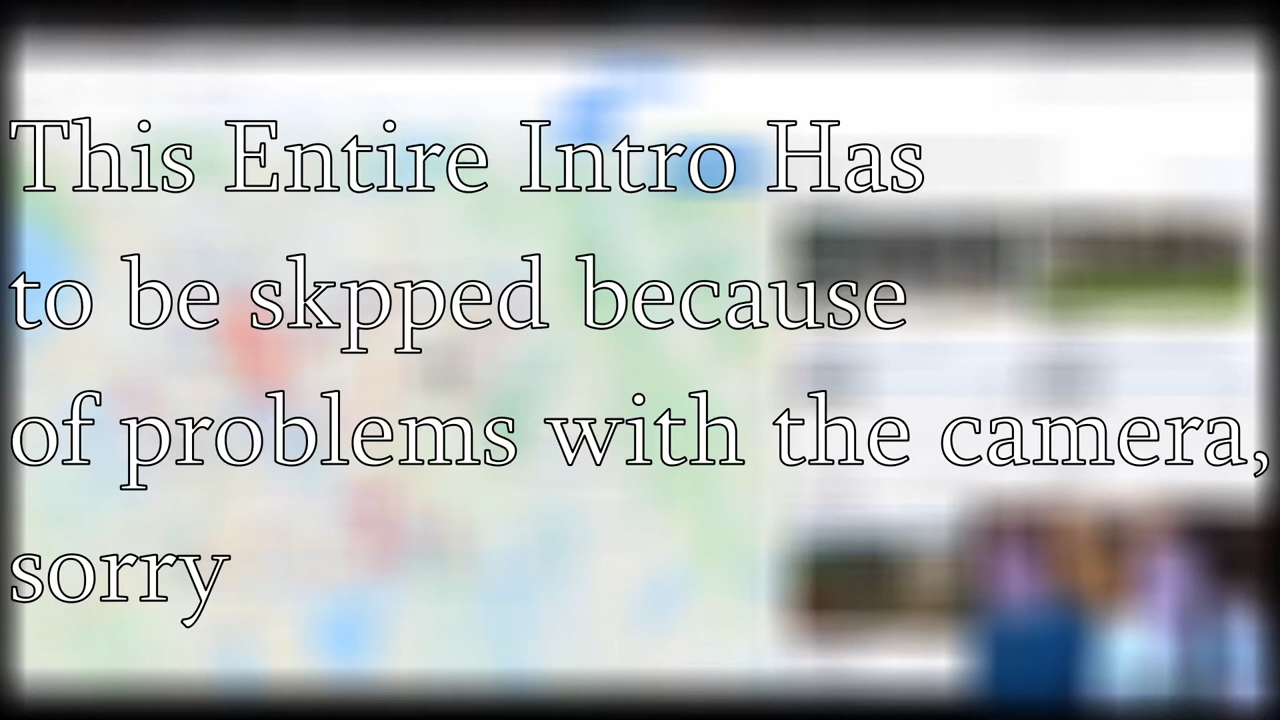 This Entire Intro Has
to be skpped because
of problems with the camera,
sorry